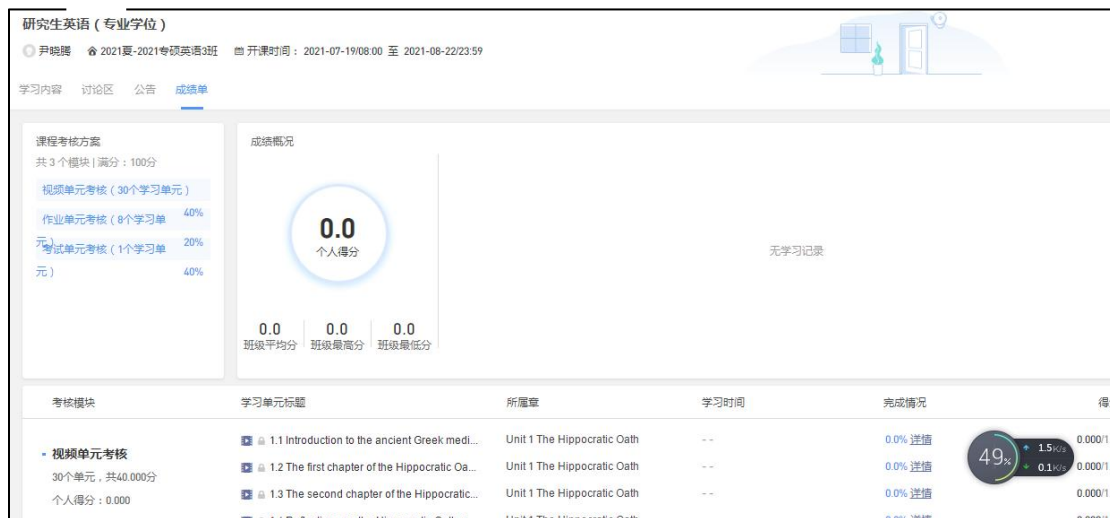 研究生英语（专业学位）
尹晓腾 2021夏-2021专硕英语3班 开课时间： 2021-07-19/08:00 至 2021-08-22/23:59
学习内容 讨论区 公告 成绩单
课程考核方案
共 3 个模块 | 满分：100分
视频单元考核（30个学习单元）
40%
作业单元考核（8个学习单
元）
20%
考试单元考核（1个学习单
元）
40%
成绩概况
0.0
个人得分
0.0 0.0 0.0
班级平均分 班级最高分 班级最低分
无学习记录
考核模块 学习单元标题 所属章 学习时间 完成情况
视频单元考核
30个单元，共40.000分
个人得分：0.000
1.1 Introduction to the ancient Greek medi... Unit 1 The Hippocratic Oath -- 0.0% 详情 0.000/1
1.2 The first chapter of the Hippocratic Oa... Unit 1 The Hippocratic Oath -- 0.0% 详情 0.000/1
1.3 The second chapter of the Hippocratic... Unit 1 The Hippocratic Oath -- 0.0% 详情 0.000/1
49%
1.5K/s
0.1K/s